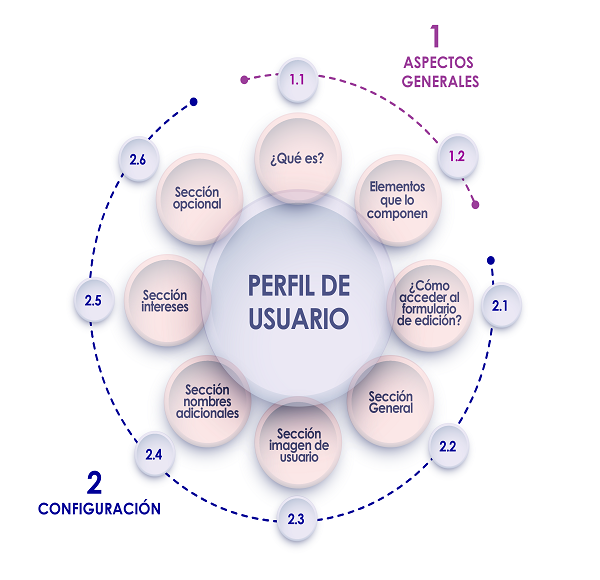 1
ASPECTOS
GENERALES
1.1
1.2
¿Qué es?
Elementos
que lo
componen
PERFIL DE
USUARIO
2.1
¿Cómo
acceder al
formulario
de edición?
2.2
Sección
General
2.3
Sección
imagen de
usuario
2.4
Sección
nombres
adicionales
2.5
Sección
intereses
2.6
Sección
opcional
2
CONFIGURACIÓN